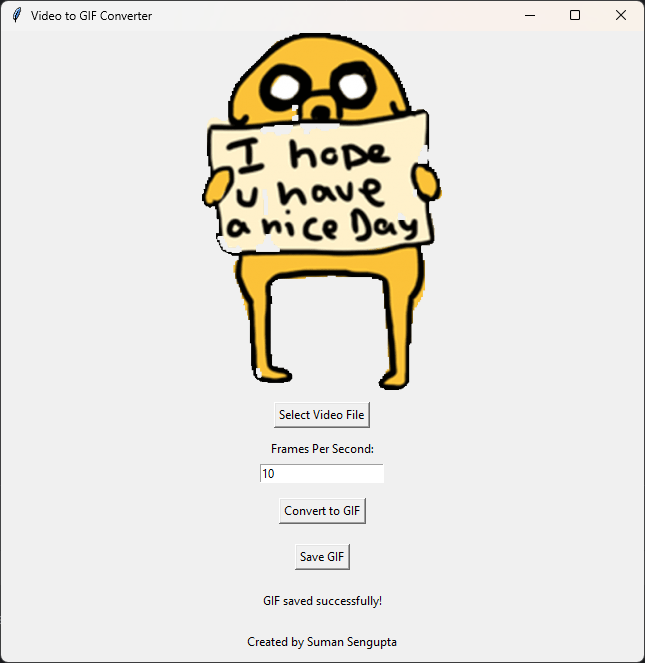 Video to GIF Converter
I hope
u have
a nice Day
Select Video File
Frames Per Second:
10
Convert to GIF
Save GIF
GIF saved successfully!
Created by Suman Sengupta